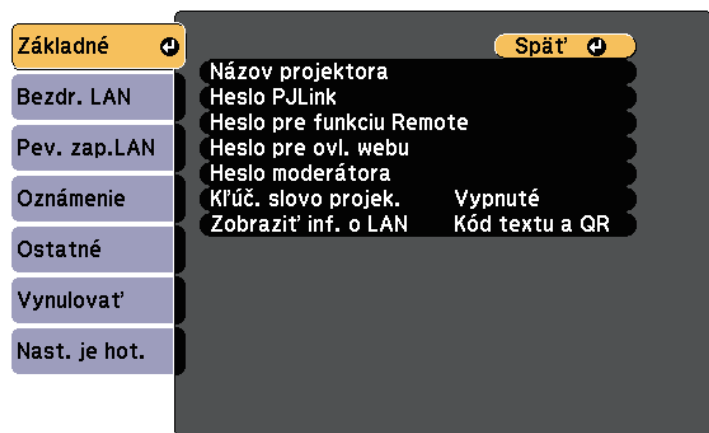 Základné
Bezdr. LAN
Pev. zap.LAN
Oznámenie
Ostatné
Vynulovať
Nast. je hot.
Späť
Názov projektora
Heslo PJLink
Heslo pre funkciu Remote
Heslo pre ovl. webu
Heslo moderátora
Kľúč. slovo projek. Vypnuté
Zobraziť inf. o LAN Kód textu a QR